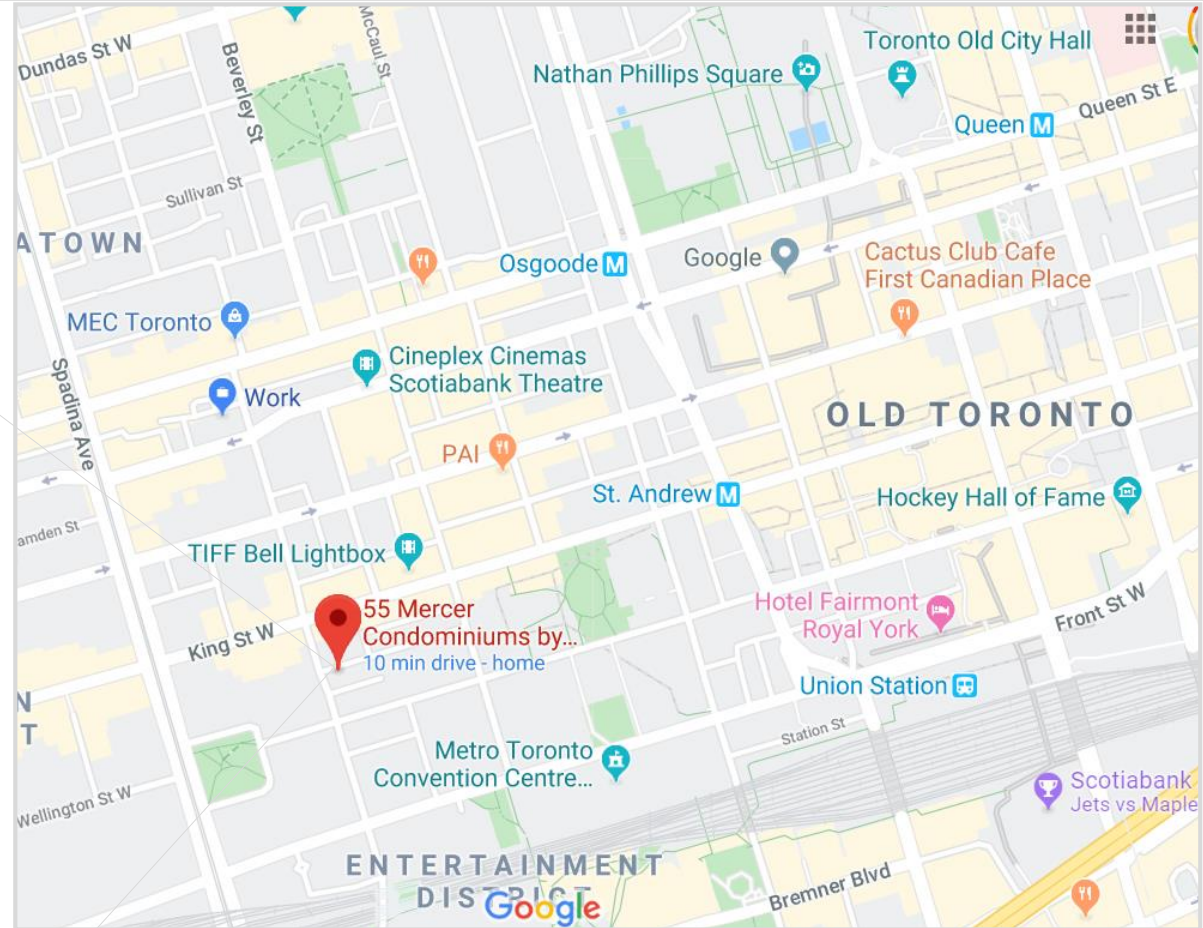 Dundas St W
Beverley St
McCaul St
Nathan Phillips Square
Toronto Old City Hall
Queen
Queen St E
Sullivan St
ATOWN
Osgoode
Google
Cactus Club Cafe
First Canadian Place
MEC Toronto
Cineplex Cinemas
Scotiabank Theatre
Spadina Ave
Work
OLD TORONTO
PAI
St. Andrew
Hockey Hall of Fame
amden St
TIFF Bell Lightbox
Hotel Fairmont
Royal York
Front St W
55 Mercer
Condominiums by...
10 min drive - home
King St W
Union Station
N
T
Station St
Metro Toronto
Convention Centre...
Scotiabank
Jets vs Maple
Wellington St W
ENTERTAINMENT
DISTRICT
Google
Bremner Blvd